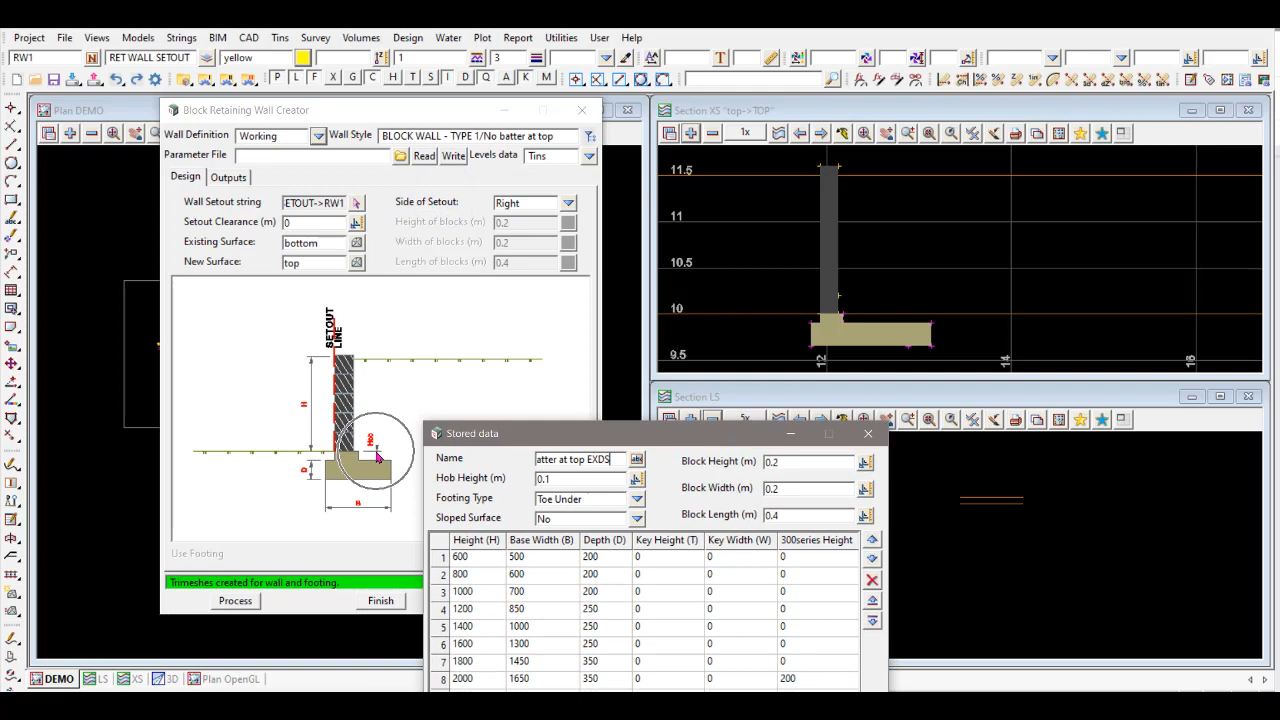 Project File Models Strings BIM CAD Tins Survey Volumes Design Water Plot Reports Utilities User Help
RW1 N RET WALL SETOUT yellow 1 3 T
P L F X G C H T S I D Q A K M
Plan DEMO
Block Retaining Wall Creator
Section XS "top->TOP"
1x
Wall Definition Working Wall Style BLOCK WALL - TYPE 1/No batter at top
Parameter File Read Write Levels data Tins
Design Outputs
Wall Setout string ETOUT->RW1 Side of Setout: Right
Setout Clearance (m) 0 Height of blocks (m) 0.2
Existing Surface: bottom Width of blocks (m) 0.2
New Surface: top Length of blocks (m) 0.4
11.5
11
10.5
10
9.5
12 14 16
SETOUT
LINE
H
D
B
Section LS
Stored data
Name atter at top EXDS Block Height (m) 0.2
Hob Height (m) 0.1 Block Width (m) 0.2
Footing Type Toe Under Block Length (m) 0.4
Sloped Surface No
Height (H) Base Width (B) Depth (D) Key Height (T) Key Width (W) 300series Height
1 600 500 200 0 0 0
2 800 600 200 0 0 0
3 1000 700 200 0 0 0
4 1200 850 250 0 0 0
5 1400 1000 250 0 0 0
6 1600 1300 250 0 0 0
7 1800 1450 350 0 0 0
8 2000 1650 350 0 0 200
Use Footing
Trimeshes created for wall and footing.
Process Finish
DEMO LS XS 3D Plan OpenGL